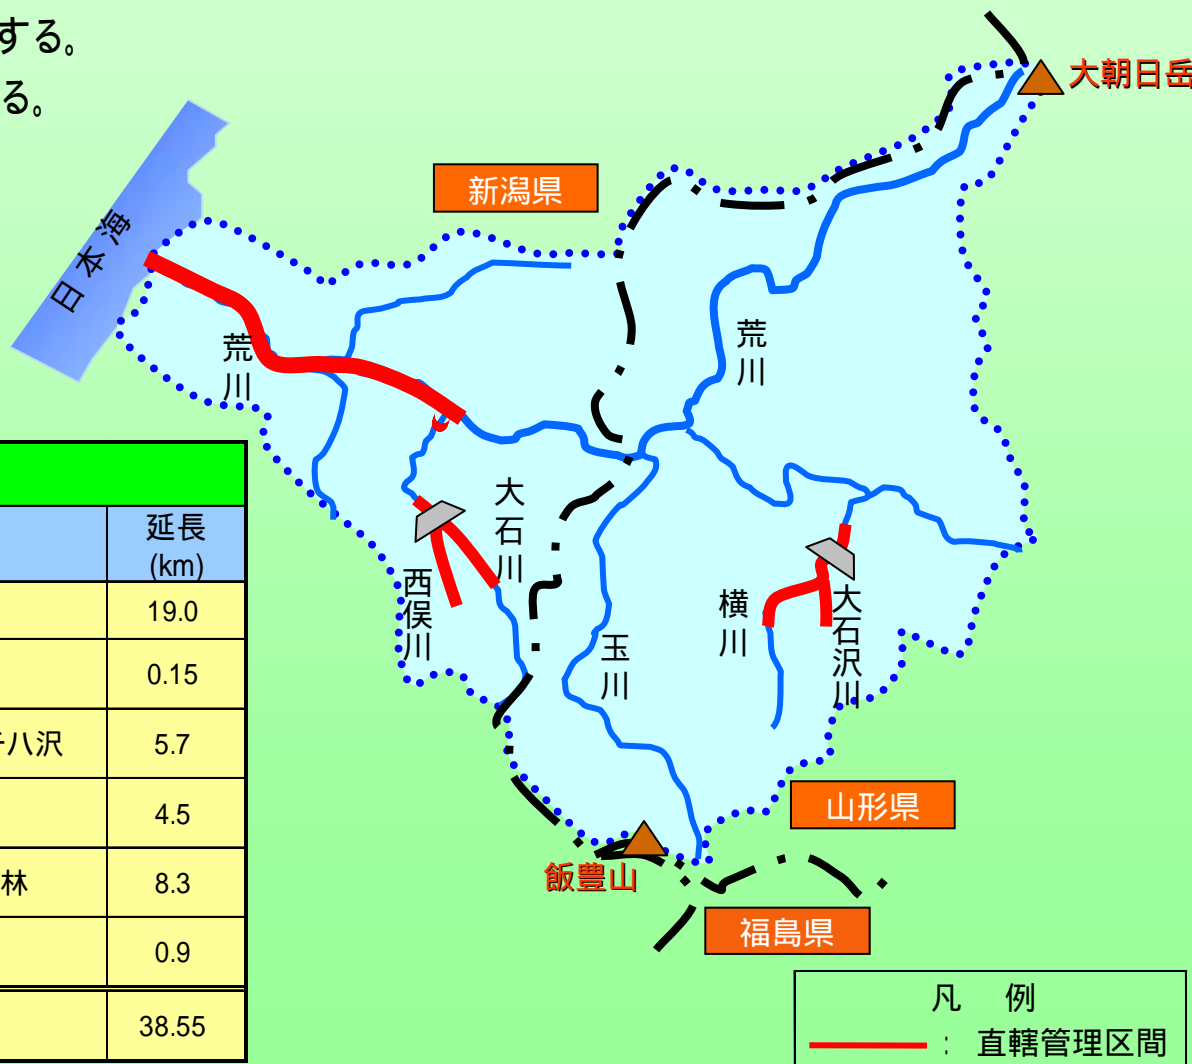 する。
る。
大朝日岳
新潟県
日本海
荒川
荒川
大石川
西俣川
玉川
横川
大石沢川
山形県
飯豊山
福島県
延長
(km)
19.0
0.15
八沢 5.7
4.5
林 8.3
0.9
38.55
凡 例
: 直轄管理区間